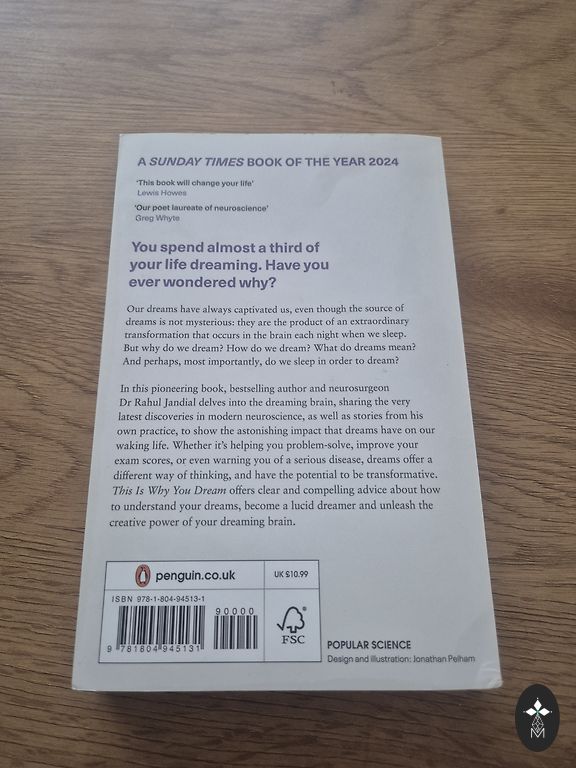 A SUNDAY TIMES BOOK OF THE YEAR 2024
'This book will change your life'
Lewis Howes
'Our poet laureate of neuroscience'
Greg Whyte
You spend almost a third of
your life dreaming. Have you
ever wondered why?
Our dreams have always captivated us, even though the source of
dreams is not mysterious: they are the product of an extraordinary
transformation that occurs in the brain each night when we sleep.
But why do we dream? How do we dream? What do dreams mean?
And perhaps, most importantly, do we sleep in order to dream?
In this pioneering book, bestselling author and neurosurgeon
Dr Rahul Jandial delves into the dreaming brain, sharing the very
latest discoveries in modern neuroscience, as well as stories from his
own practice, to show the astonishing impact that dreams have on our
waking life. Whether it's helping you problem-solve, improve your
exam scores, or even warning you of a serious disease, dreams offer a
different way of thinking, and have the potential to be transformative.
This Is Why You Dream offers clear and compelling advice about how
to understand your dreams, become a lucid dreamer and unleash the
creative power of your dreaming brain.
penguin.co.uk
UK £10.99
ISBN 978-1-804-94513-1
90000
9 781804 945131
FSC
POPULAR SCIENCE
Design and illustration: Jonathan Pelham
M